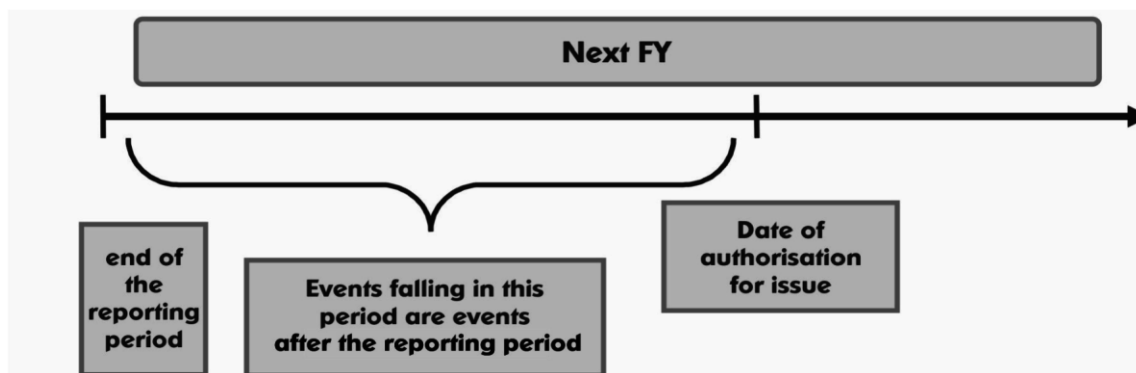 Next FY
end of
the
reporting
period
Events falling in this
period are events
after the reporting period
Date of
authorisation
for issue